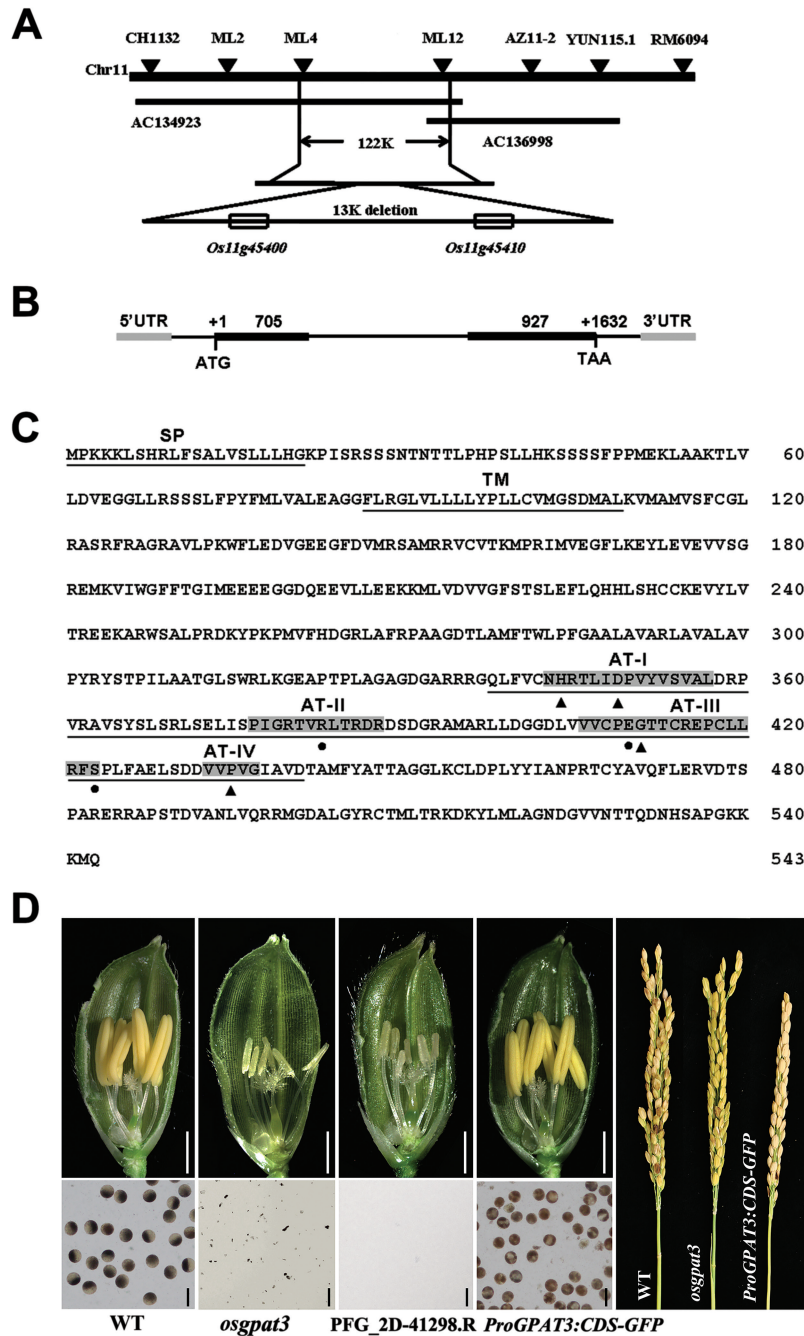 A
CH1132 ML2 ML4 ML12 AZ11-2 YUN115.1 RM6094
Chr11
AC134923
122K
AC136998
13K deletion
Os11g45400 Os11g45410
B
5'UTR +1 705 927 +1632 3'UTR
ATG TAA
C
SP
MPKKKLSHRLFSALVSLLLHGKPISRSSSNTNTTLPHPSLLHKSSSSFPPMEKLAAKTLV 60
TM
LDVEGGLLRSSSLFPYFMLVALEAGGFLRGLVLLLLYPLLCVMGSDMALKVMAMVSFCGL 120
RASRFRAGRAVLPKWFLEDVGEEGFDVMRSAMRRVCVTKMPRIMVEGFLKEYLEVEVVSG 180
REMKVIWGFFTGIMEEEEGGDQEEVLLEEKKMLVDVVGFSTSLEFLQHHLSHCCKEVYLV 240
TREEKARWSALPRDKYPKPMVFHDGRLAFRPAAGDTLAMFTWLPFGAALAVARLAVALAV 300
AT-I
PYRYSTPILAATGLSWRLKGEAPTPLAGAGDGARRRGQLFVCNHRTLIDPVYVSVALDRP 360
AT-II AT-III
VRAVSYSLSRLSELISPIGRTVRLTRDRDSDGRAMARLLDGGDLVVVCPEGTTCREPCLL 420
AT-IV
RFSPLFAELSDDVVPVGIAVDTAMFYATTAGGLKCLDPLYYIANPRTCYAVQFLERVDTS 480
PARERRAPSTDVANLVQRRMGDALGYRCTMLTRKDKYLMLAGNDGVVNTTQDNHSAPGKK 540
KMQ 543
D
WT
osgpat3
PFG_2D-41298.R
ProGPAT3:CDS-GFP
WT
osgpat3
ProGPAT3:CDS-GFP